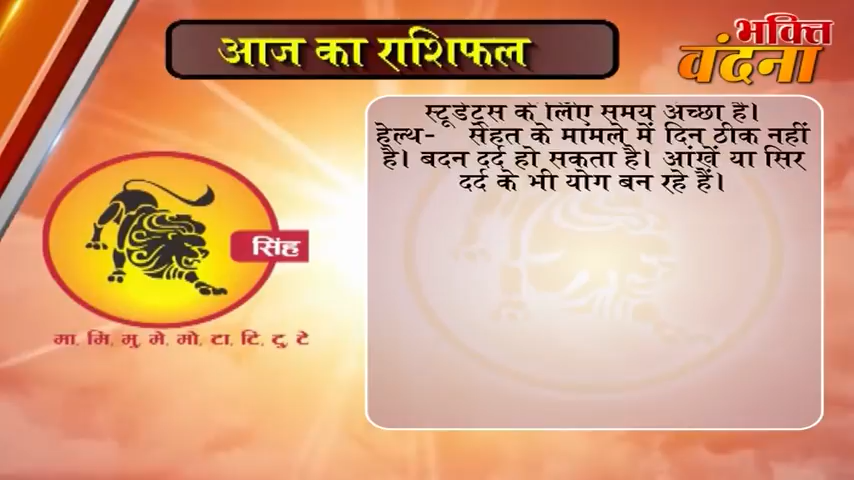 आज का राशिफल
भक्ति
वंदना
स्टूडेंट्स के लिए समय अच्छा है।
हेल्थ- सेहत के मामले में दिन ठीक नहीं
है। बदन दर्द हो सकता है। आंखें या सिर
दर्द के भी योग बन रहे हैं।
सिंह
मा, मि, मु, मे, मो, टा, टि, टु, टे